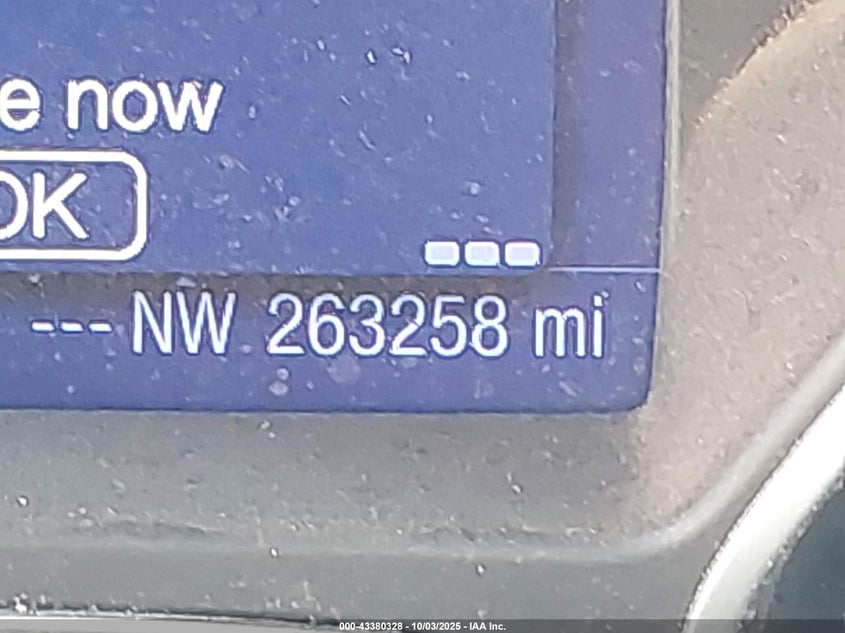 e now
OK
--- NW 263258 mi
000-43380328 - 10/03/2025 - IAA Inc.